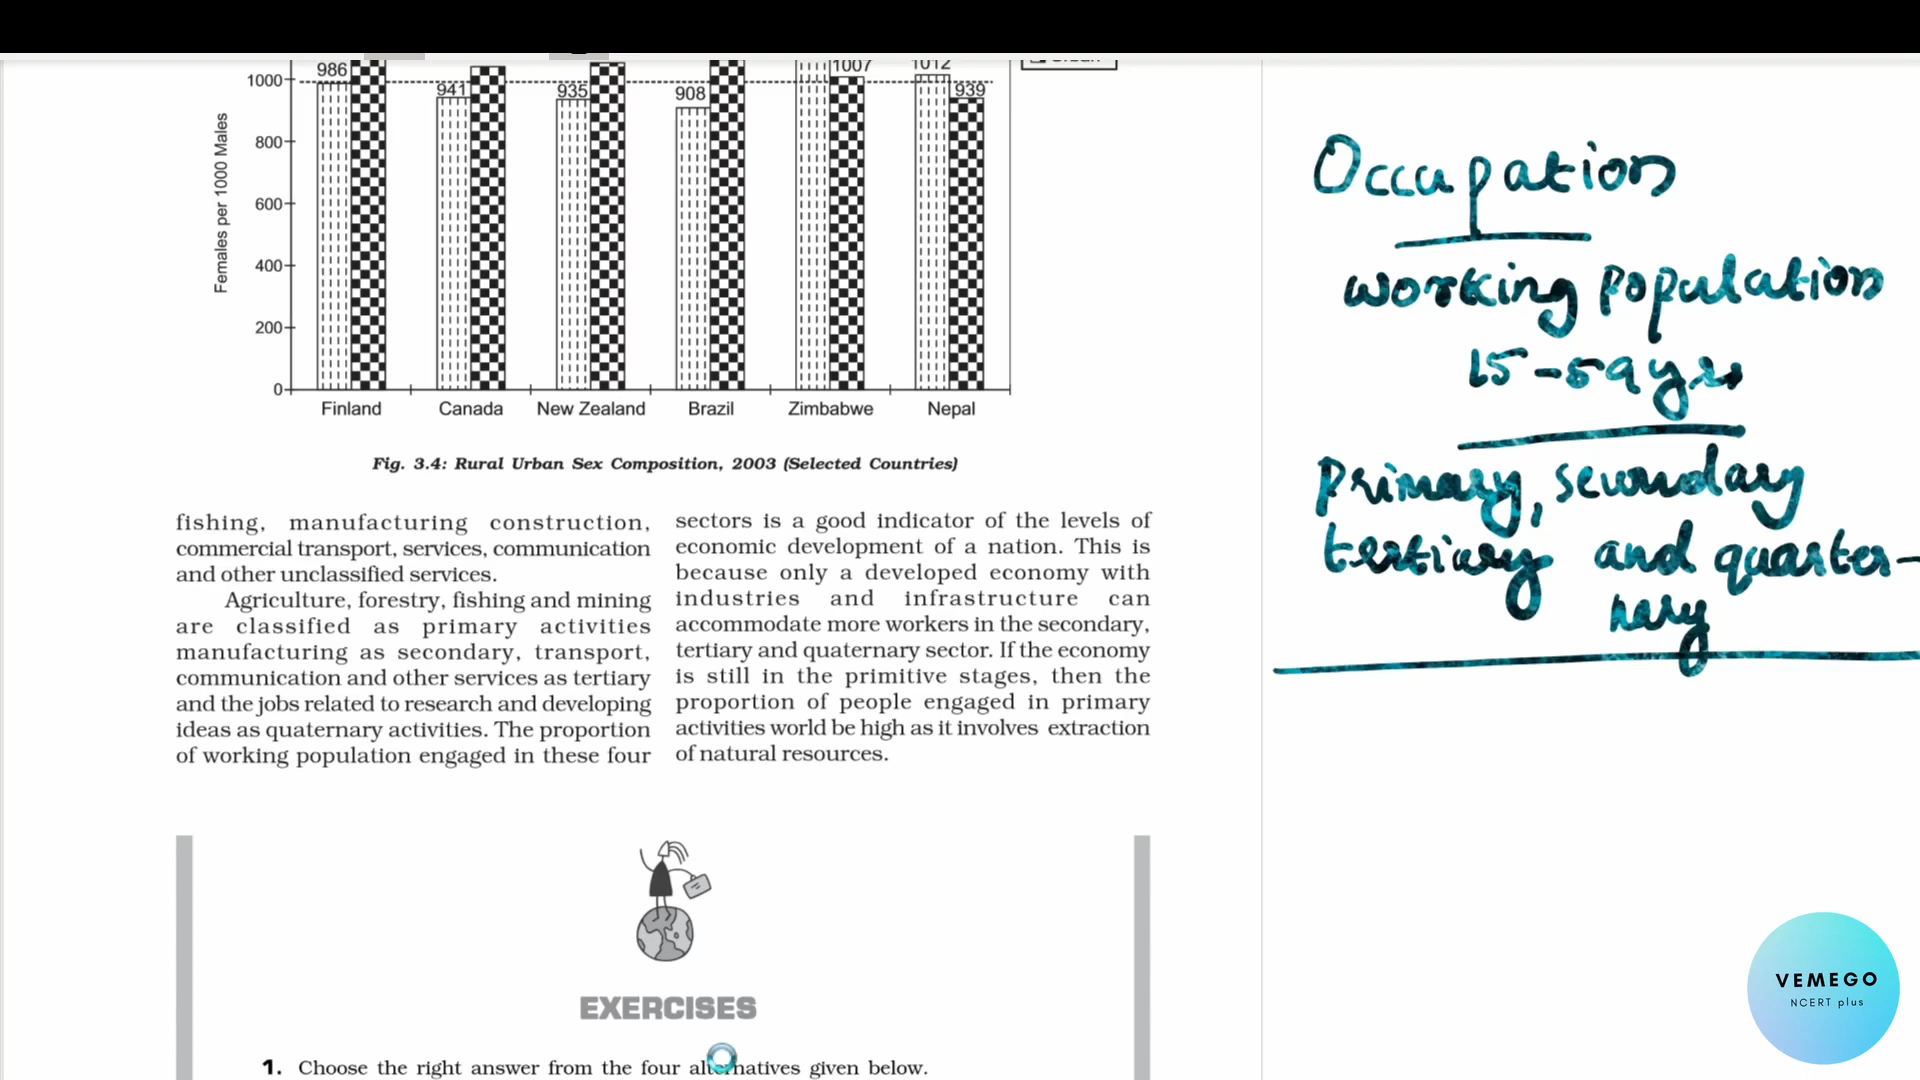 1007
1012
986
1000
941
935
908
939
800
600
400
200
0
Females per 1000 Males
Finland
Canada
New Zealand
Brazil
Zimbabwe
Nepal
Fig. 3.4: Rural Urban Sex Composition, 2003 (Selected Countries)
fishing, manufacturing construction,
commercial transport, services, communication
and other unclassified services.
Agriculture, forestry, fishing and mining
are classified as primary activities
manufacturing as secondary, transport,
communication and other services as tertiary
and the jobs related to research and developing
ideas as quaternary activities. The proportion
of working population engaged in these four
sectors is a good indicator of the levels of
economic development of a nation. This is
because only a developed economy with
industries and infrastructure can
accommodate more workers in the secondary,
tertiary and quaternary sector. If the economy
is still in the primitive stages, then the
proportion of people engaged in primary
activities world be high as it involves extraction
of natural resources.
EXERCISES
1. Choose the right answer from the four alternatives given below.
Occupation
working population
15-59 yrs
Primary, secondary
tertiary and quarter-
nary
VEMEGO
NCERT plus